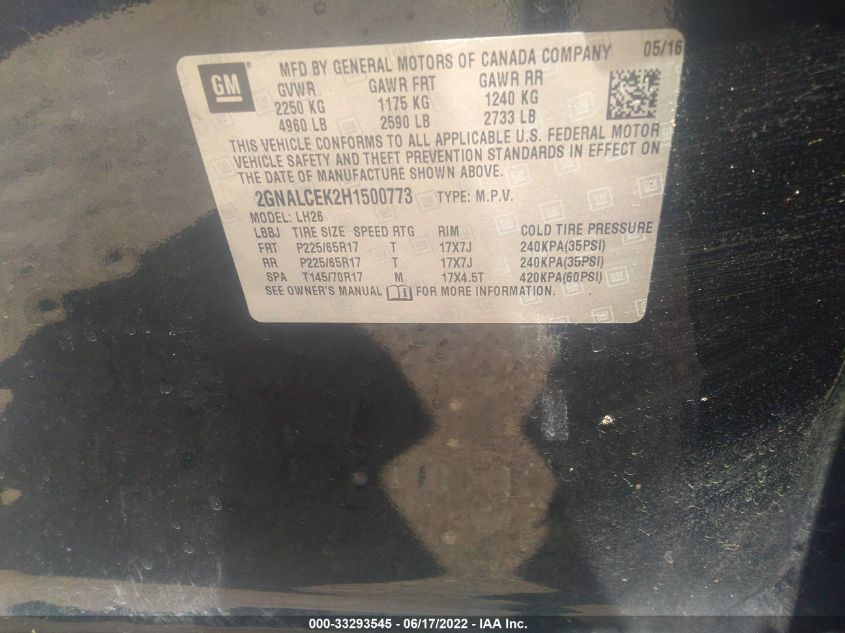 GM
MFD BY GENERAL MOTORS OF CANADA COMPANY 05/16
GVWR GAWR FRT GAWR RR
2250 KG 1175 KG 1240 KG
4960 LB 2590 LB 2733 LB
THIS VEHICLE CONFORMS TO ALL APPLICABLE U.S. FEDERAL MOTOR
VEHICLE SAFETY AND THEFT PREVENTION STANDARDS IN EFFECT ON
THE DATE OF MANUFACTURE SHOWN ABOVE.
2GNALCEK2H1500773 TYPE: M.P.V.
MODEL: LH26
LBBJ TIRE SIZE SPEED RTG RIM COLD TIRE PRESSURE
FRT P225/65R17 T 17X7J 240KPA(35PSI)
RR P225/65R17 T 17X7J 240KPA(35PSI)
SPA T145/70R17 M 17X4.5T 420KPA(60PSI)
SEE OWNER'S MANUAL FOR MORE INFORMATION.
000-33293545 - 06/17/2022 - IAA Inc.